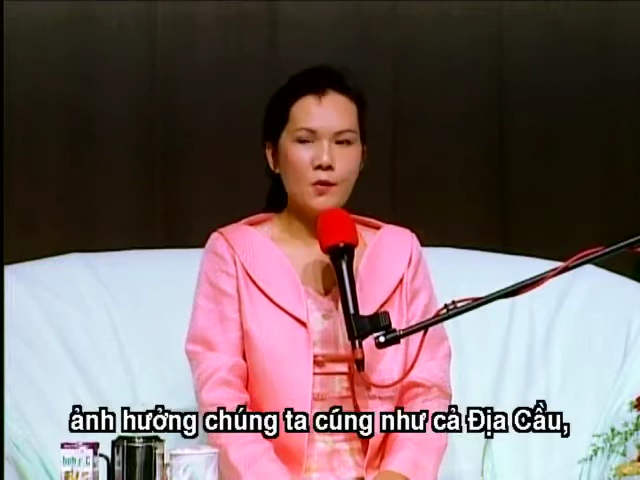 ảnh hưởng chúng ta cũng như cả Địa Cầu,